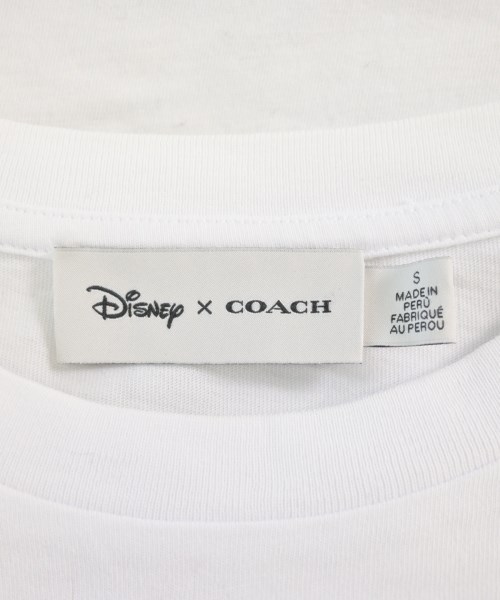 Disney x COACH
S
MADE IN
PERÚ
FABRIQUÉ
AU PEROU